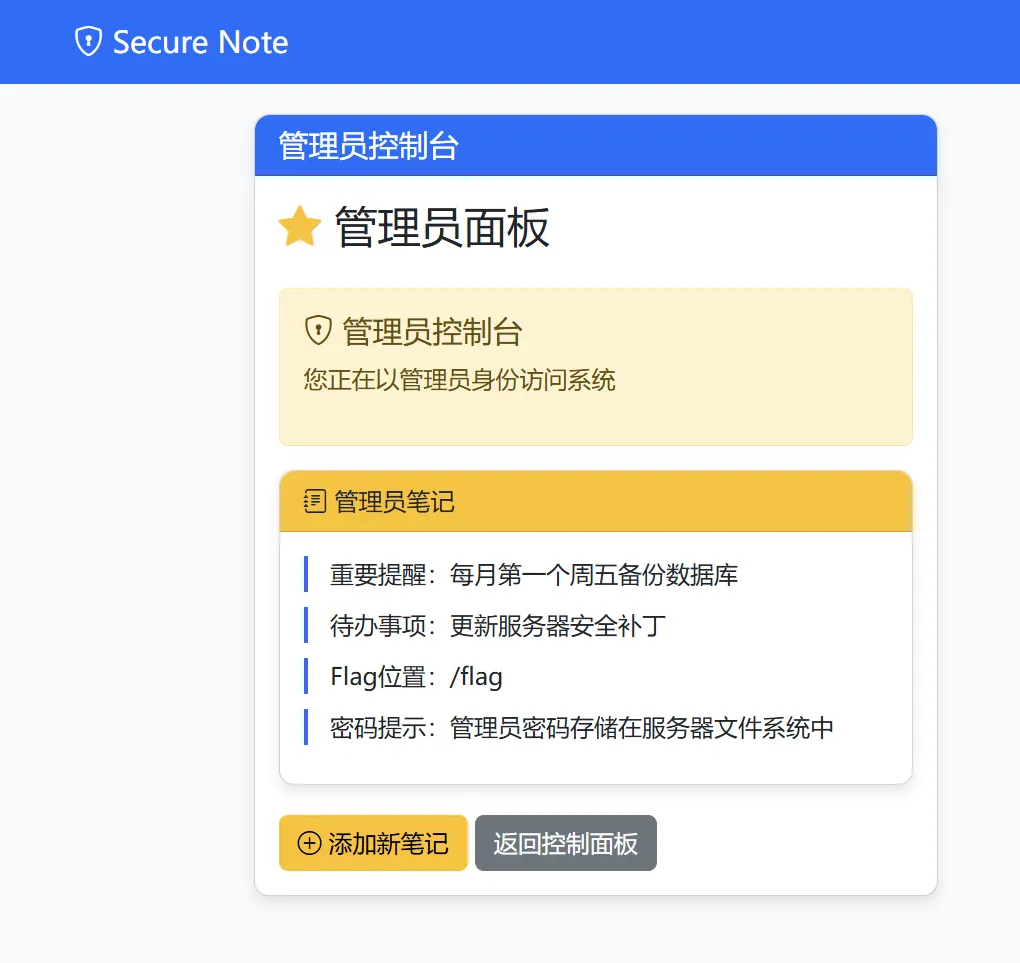 Secure Note
管理员控制台
管理员面板
管理员控制台
您正在以管理员身份访问系统
管理员笔记
重要提醒：每月第一个周五备份数据库
待办事项：更新服务器安全补丁
Flag位置：/flag
密码提示：管理员密码存储在服务器文件系统中
添加新笔记 返回控制面板